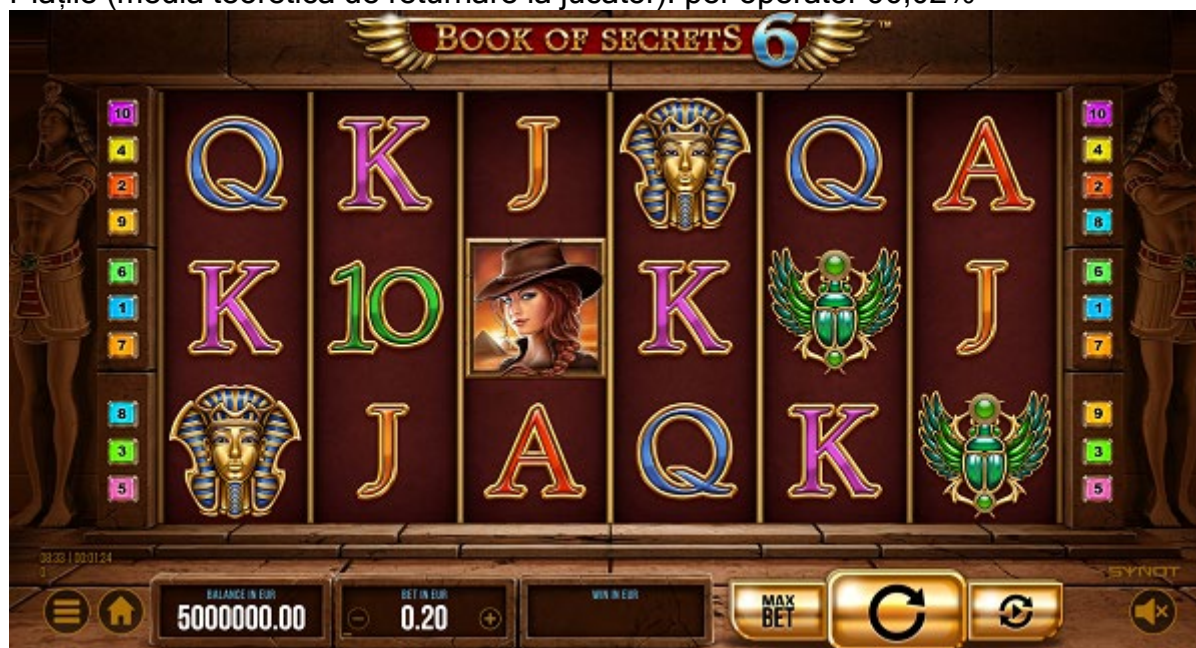 BOOK OF SECRETS 6™
10 Q K J Q A 10
4 4
2 2
9 8
6 K 10 K J 6
1 1
7 7
8 J A Q K 9
3 3
5 5
SYNOT
BALANCE IN EUR BET IN EUR WIN IN EUR MAX
5000000.00 - 0.20 + BET